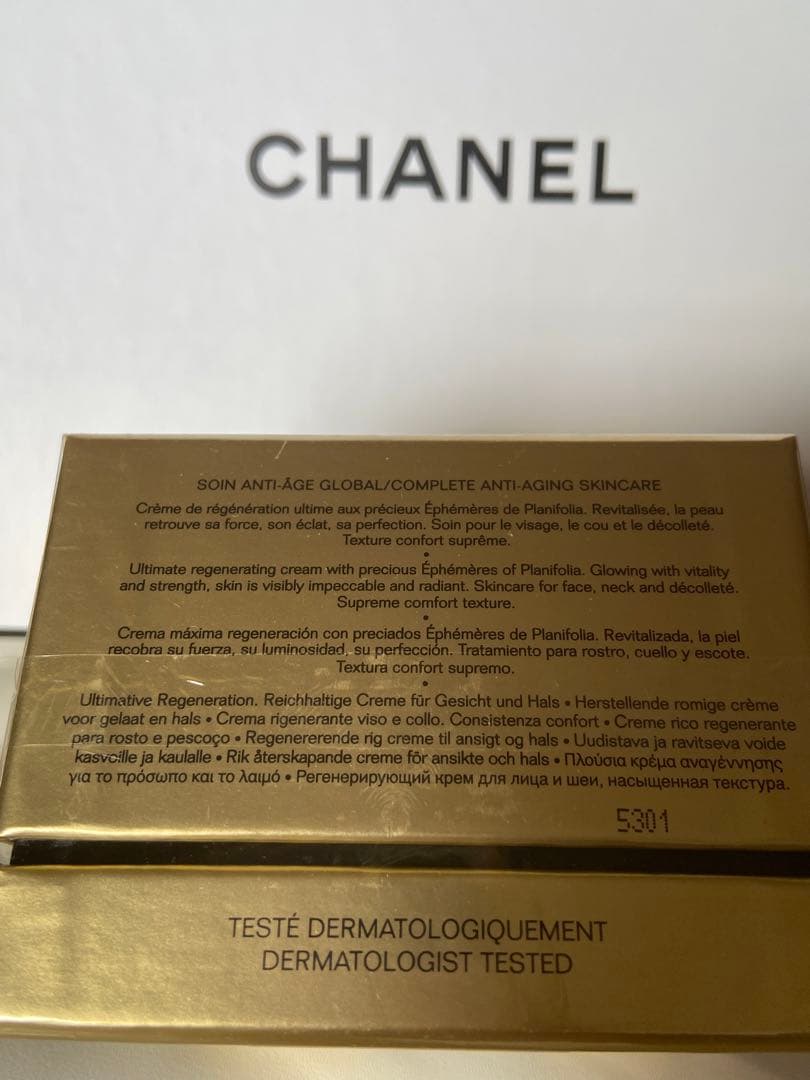 CHANEL
SOIN ANTI-ÂGE GLOBAL/COMPLETE ANTI-AGING SKINCARE
Crème de régénération ultime aux précieux Éphémères de Planifolia. Revitalisée, la peau
retrouve sa force, son éclat, sa perfection. Soin pour le visage, le cou et le décolleté.
Texture confort suprême.
•
Ultimate regenerating cream with precious Éphémères of Planifolia. Glowing with vitality
and strength, skin is visibly impeccable and radiant. Skincare for face, neck and décolleté.
Supreme comfort texture.
•
Crema máxima regeneración con preciados Éphémères de Planifolia. Revitalizada, la piel
recobra su fuerza, su luminosidad, su perfección. Tratamiento para rostro, cuello y escote.
Textura confort supremo.
•
Ultimative Regeneration. Reichhaltige Creme für Gesicht und Hals • Herstellende romige crème
voor gelaat en hals • Crema rigenerante viso e collo. Consistenza confort • Creme rico regenerante
para rosto e pescoço • Regenererende rig creme til ansigt og hals • Uudistava ja ravitseva voide
kasvoille ja kaulalle • Rik återskapande creme för ansikte och hals • Πλούσια κρέμα αναγέννησης
για το πρόσωπο και το λαιμό • Регенерирующий крем для лица и шеи, насыщенная текстура.
5301
TESTÉ DERMATOLOGIQUEMENT
DERMATOLOGIST TESTED